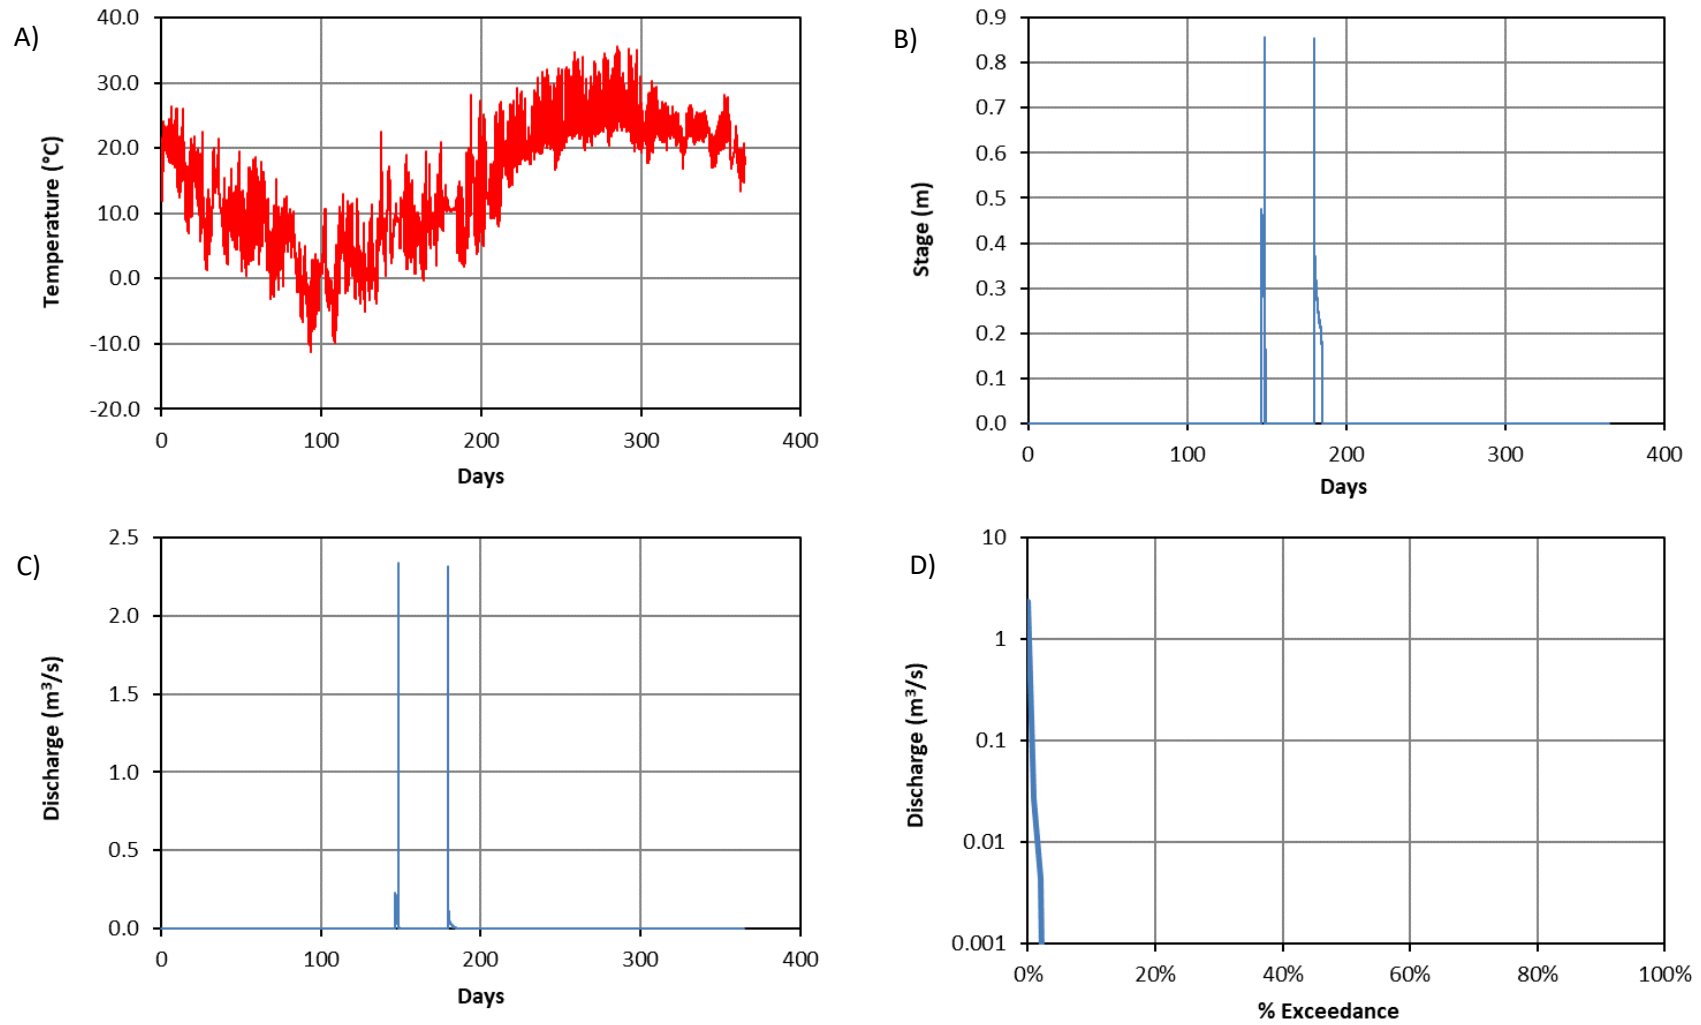 A)
40.0
30.0
20.0
10.0
0.0
-10.0
-20.0
Temperature (°C)
0 100 200 300 400
Days
B)
0.9
0.8
0.7
0.6
0.5
0.4
0.3
0.2
0.1
0.0
Stage (m)
0 100 200 300 400
Days
C)
2.5
2.0
1.5
1.0
0.5
0.0
Discharge (m³/s)
0 100 200 300 400
Days
D)
10
1
0.1
0.01
0.001
Discharge (m³/s)
0% 20% 40% 60% 80% 100%
% Exceedance